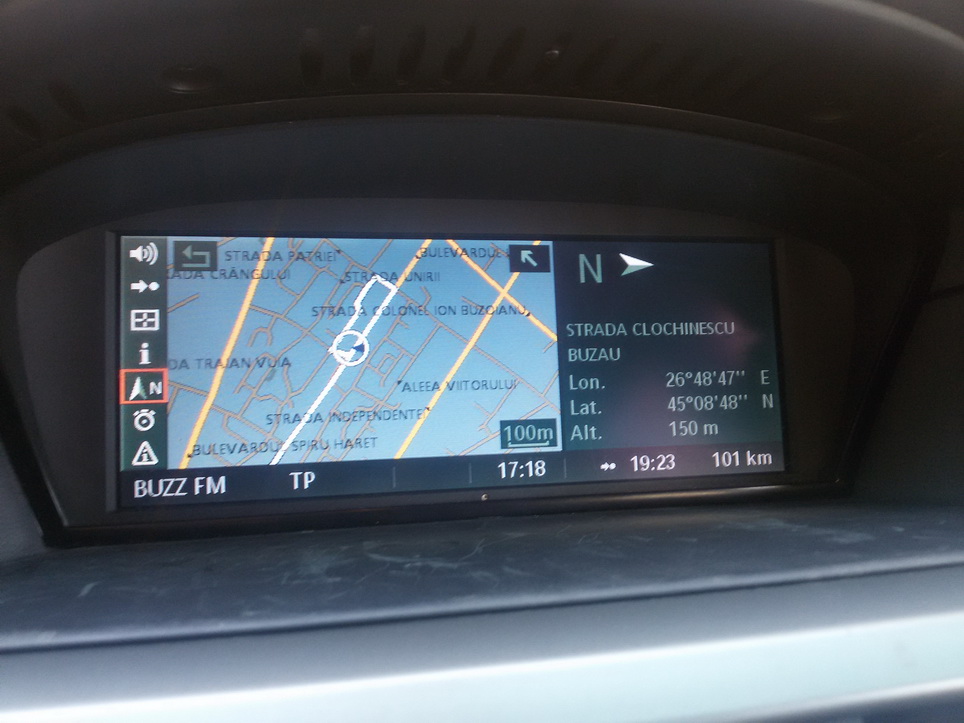 STRADA PATRIEI
BULEVARDUL
ADA CRÂNGULUI
STRADA UNIRII
STRADA COLONEL ION BUZOIANU
DA TRAIAN VUIA
ALEEA VIITORULUI
STRADA INDEPENDENTEI
BULEVARDUL SPIRU HARET
100m
N
N
STRADA CLOCHINESCU
BUZAU
Lon. 26°48'47'' E
Lat. 45°08'48'' N
Alt. 150 m
BUZZ FM TP 17:18 19:23 101 km